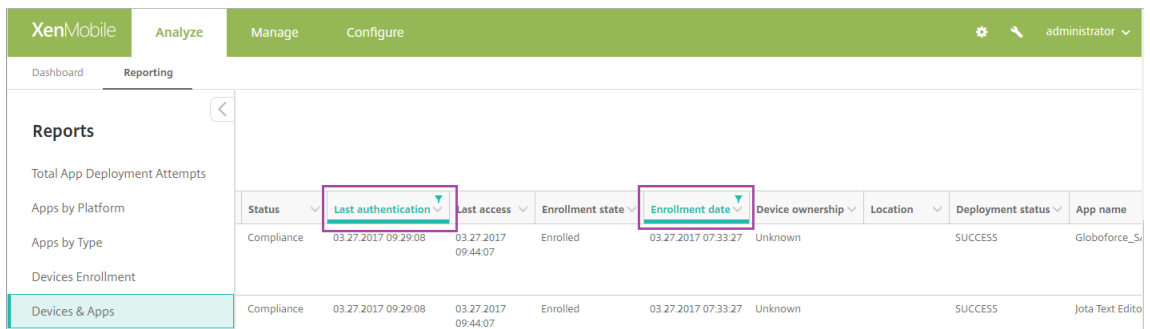 XenMobile Analyze Manage Configure administrator
Dashboard Reporting
Reports
Total App Deployment Attempts
Apps by Platform
Apps by Type
Devices Enrollment
Devices & Apps
Status Last authentication Last access Enrollment state Enrollment date Device ownership Location Deployment status App name
Compliance 03.27.2017 09:29:08 03.27.2017 Enrolled 03.27.2017 07:33:27 Unknown SUCCESS
09:44:07
Compliance 03.27.2017 09:29:08 03.27.2017 Enrolled 03.27.2017 07:33:27 Unknown SUCCESS Jota Text Edito
09:44:07